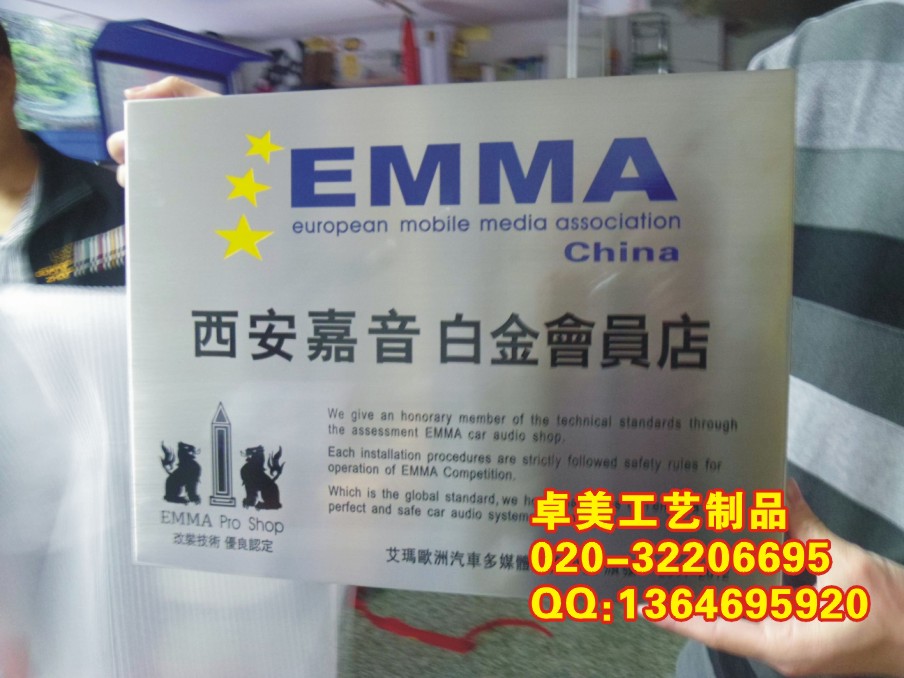 EMMA
european mobile media association
China
西安嘉音 白金會員店
We give an honorary member of the technical standards through
the assessment EMMA car audio shop.
Each installation procedures are strictly followed safety rules for
operation of EMMA Competition.
Which is the global standard, we
perfect and safe car audio system
EMMA Pro Shop
改裝技術 優良認定
艾瑪歐洲汽車多媒體
卓美工艺制品
020-32206695
QQ:1364695920